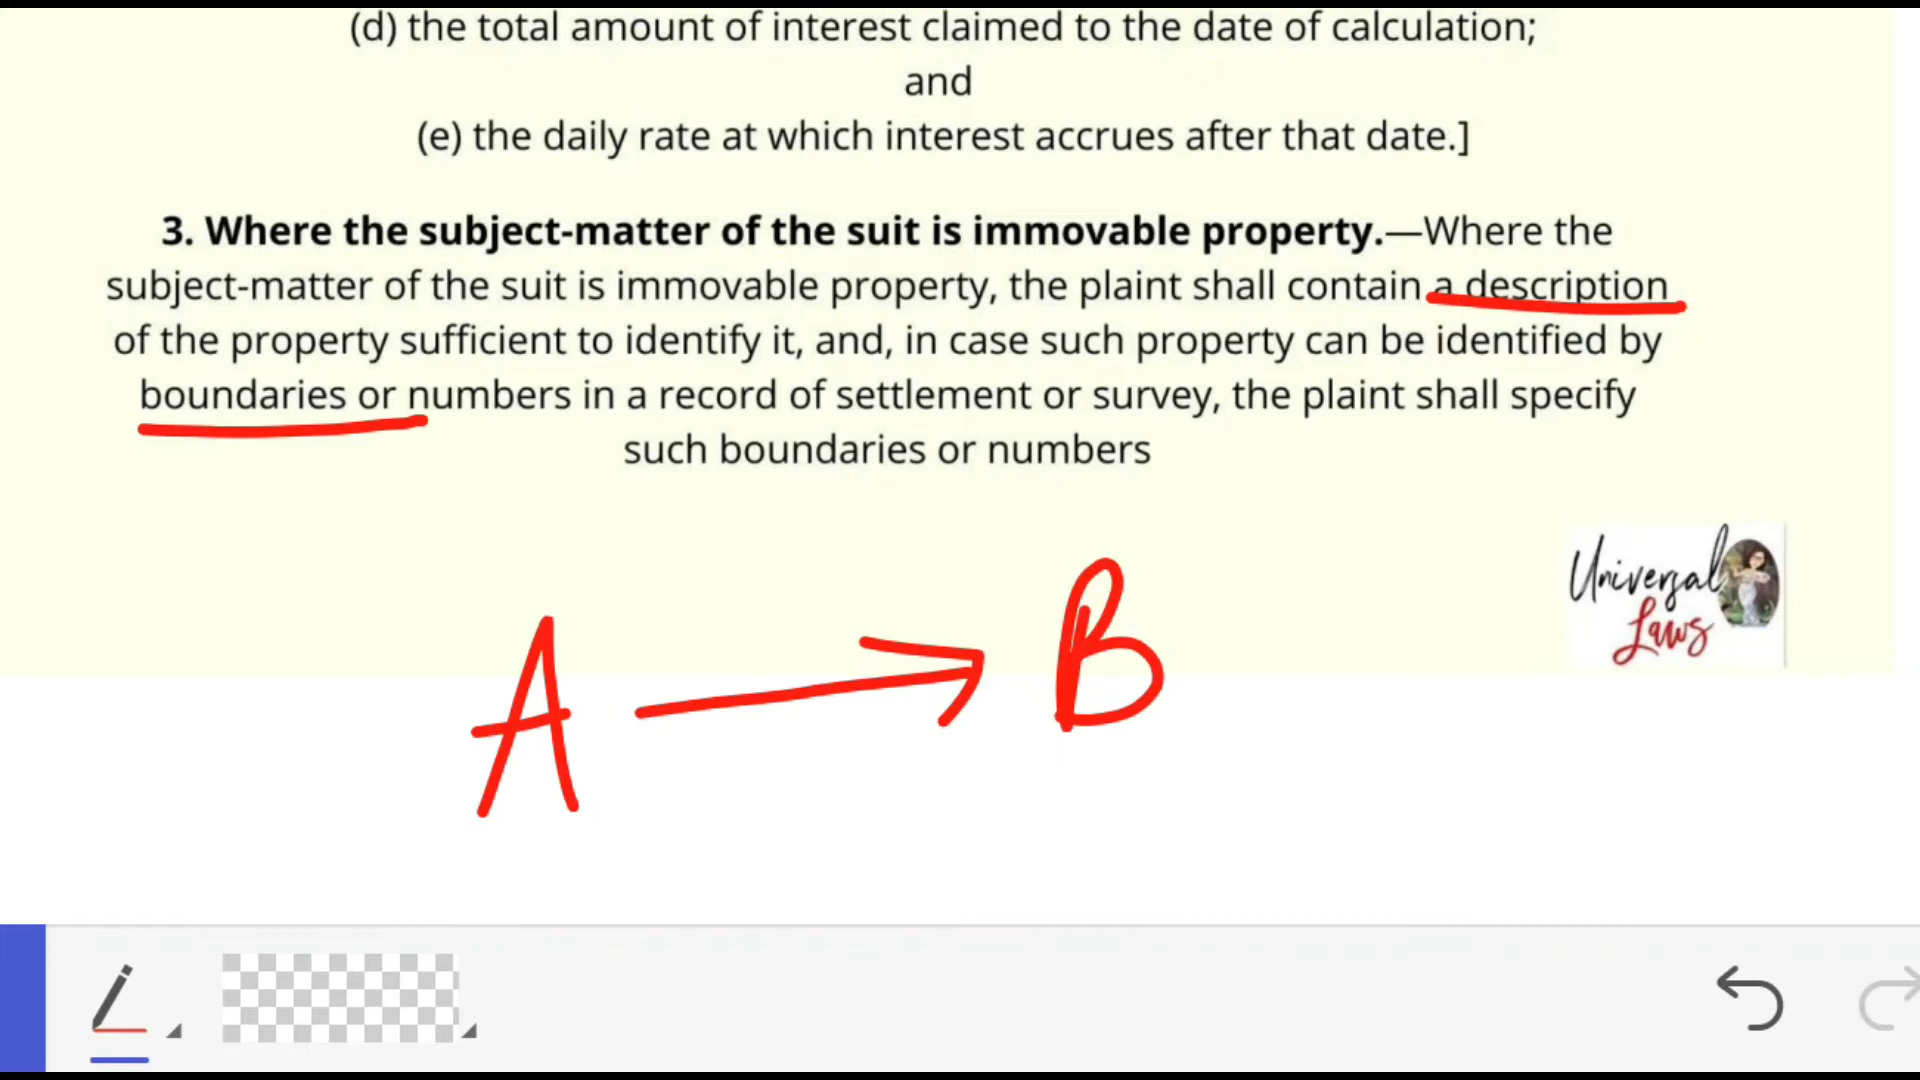 (d) the total amount of interest claimed to the date of calculation;
and
(e) the daily rate at which interest accrues after that date.]
3. Where the subject-matter of the suit is immovable property.—Where the
subject-matter of the suit is immovable property, the plaint shall contain a description
of the property sufficient to identify it, and, in case such property can be identified by
boundaries or numbers in a record of settlement or survey, the plaint shall specify
such boundaries or numbers
Universal
Laws
A → B